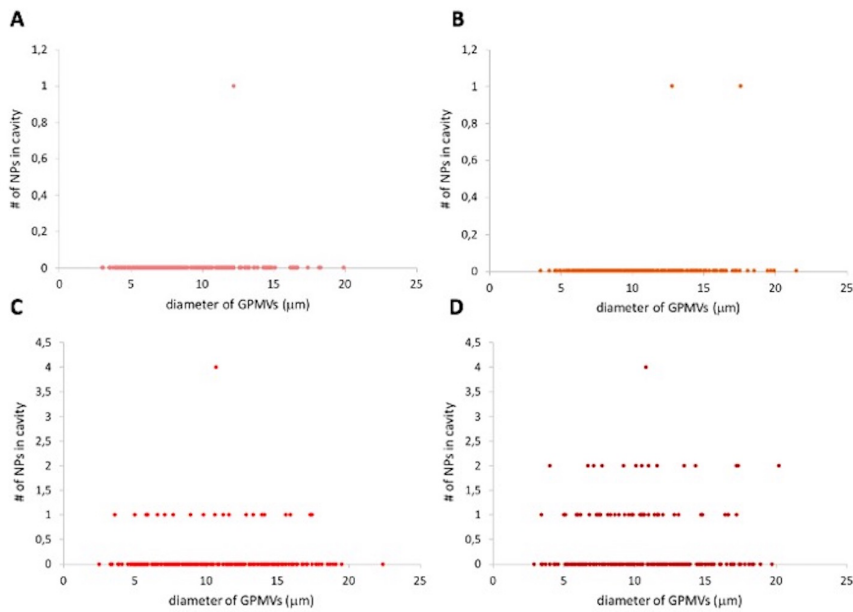 A
1,2
1
0,8
0,6
0,4
0,2
0
0 5 10 15 20 25
# of NPs in cavity
diameter of GPMVs (µm)
B
1,2
1
0,8
0,6
0,4
0,2
0
0 5 10 15 20 25
# of NPs in cavity
diameter of GPMVs (µm)
C
4,5
4
3,5
3
2,5
2
1,5
1
0,5
0
0 5 10 15 20 25
# of NPs in cavity
diameter of GPMVs (µm)
D
4,5
4
3,5
3
2,5
2
1,5
1
0,5
0
0 5 10 15 20 25
# of NPs in cavity
diameter of GPMVs (µm)